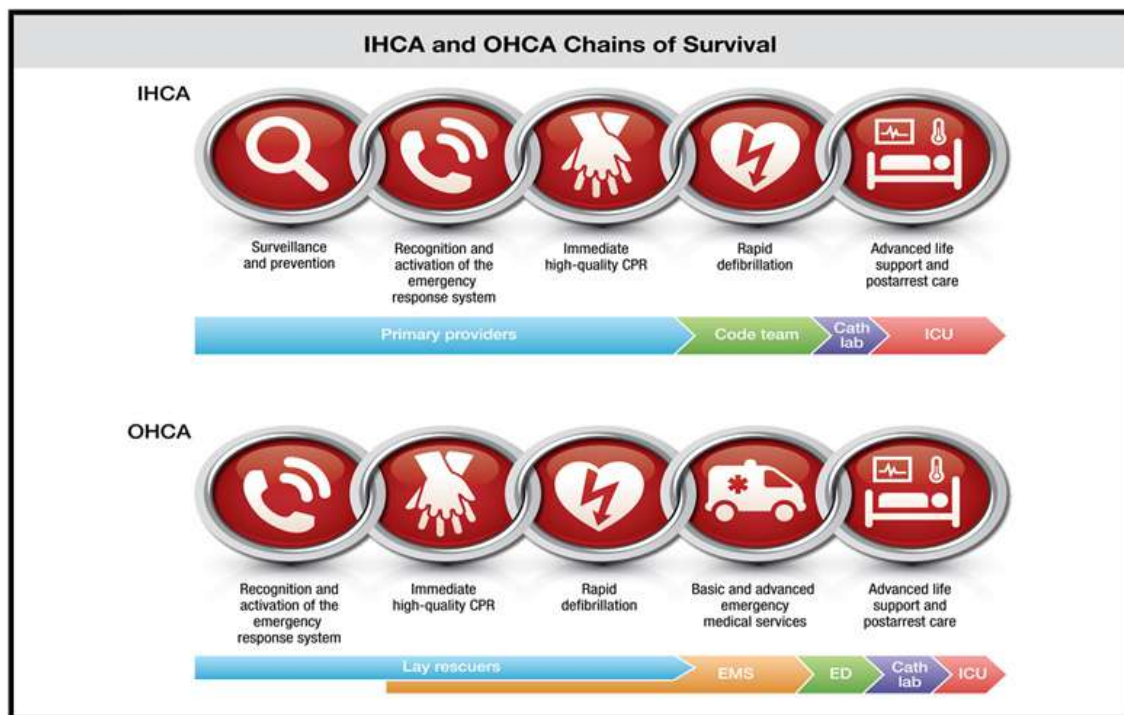 IHCA and OHCA Chains of Survival
IHCA
Surveillance
and prevention
Recognition and
activation of the
emergency
response system
Immediate
high-quality CPR
Rapid
defibrillation
Advanced life
support and
postarrest care
Primary providers
Code team
Cath
lab
ICU
OHCA
Recognition and
activation of the
emergency
response system
Immediate
high-quality CPR
Rapid
defibrillation
Basic and advanced
emergency
medical services
Advanced life
support and
postarrest care
Lay rescuers
EMS
ED
Cath
lab
ICU